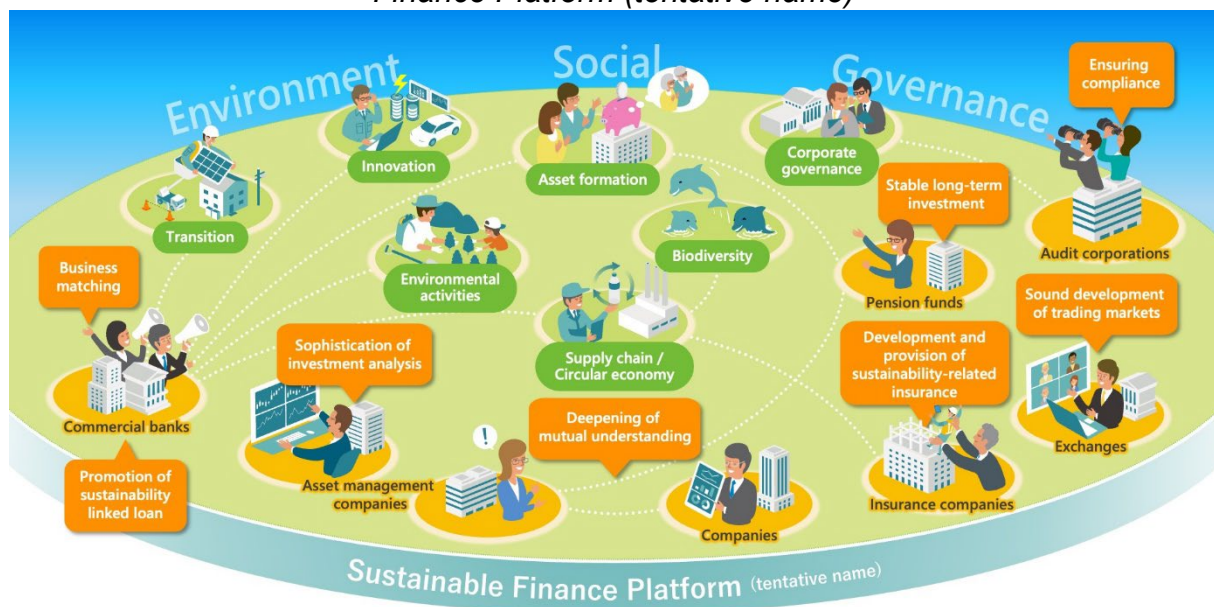 Finance Platform (tentative name)
Environment
Social
Governance
Ensuring
compliance
Innovation
Asset formation
Corporate
governance
Stable long-term
investment
Transition
Biodiversity
Audit corporations
Business
matching
Environmental
activities
Pension funds
Sound development
of trading markets
Sophistication of
investment analysis
Supply chain /
Circular economy
Development and
provision of
sustainability-related
insurance
Commercial banks
Deepening of
mutual understanding
Exchanges
Promotion of
sustainability
linked loan
Asset management
companies
!
Companies
Insurance companies
Sustainable Finance Platform (tentative name)